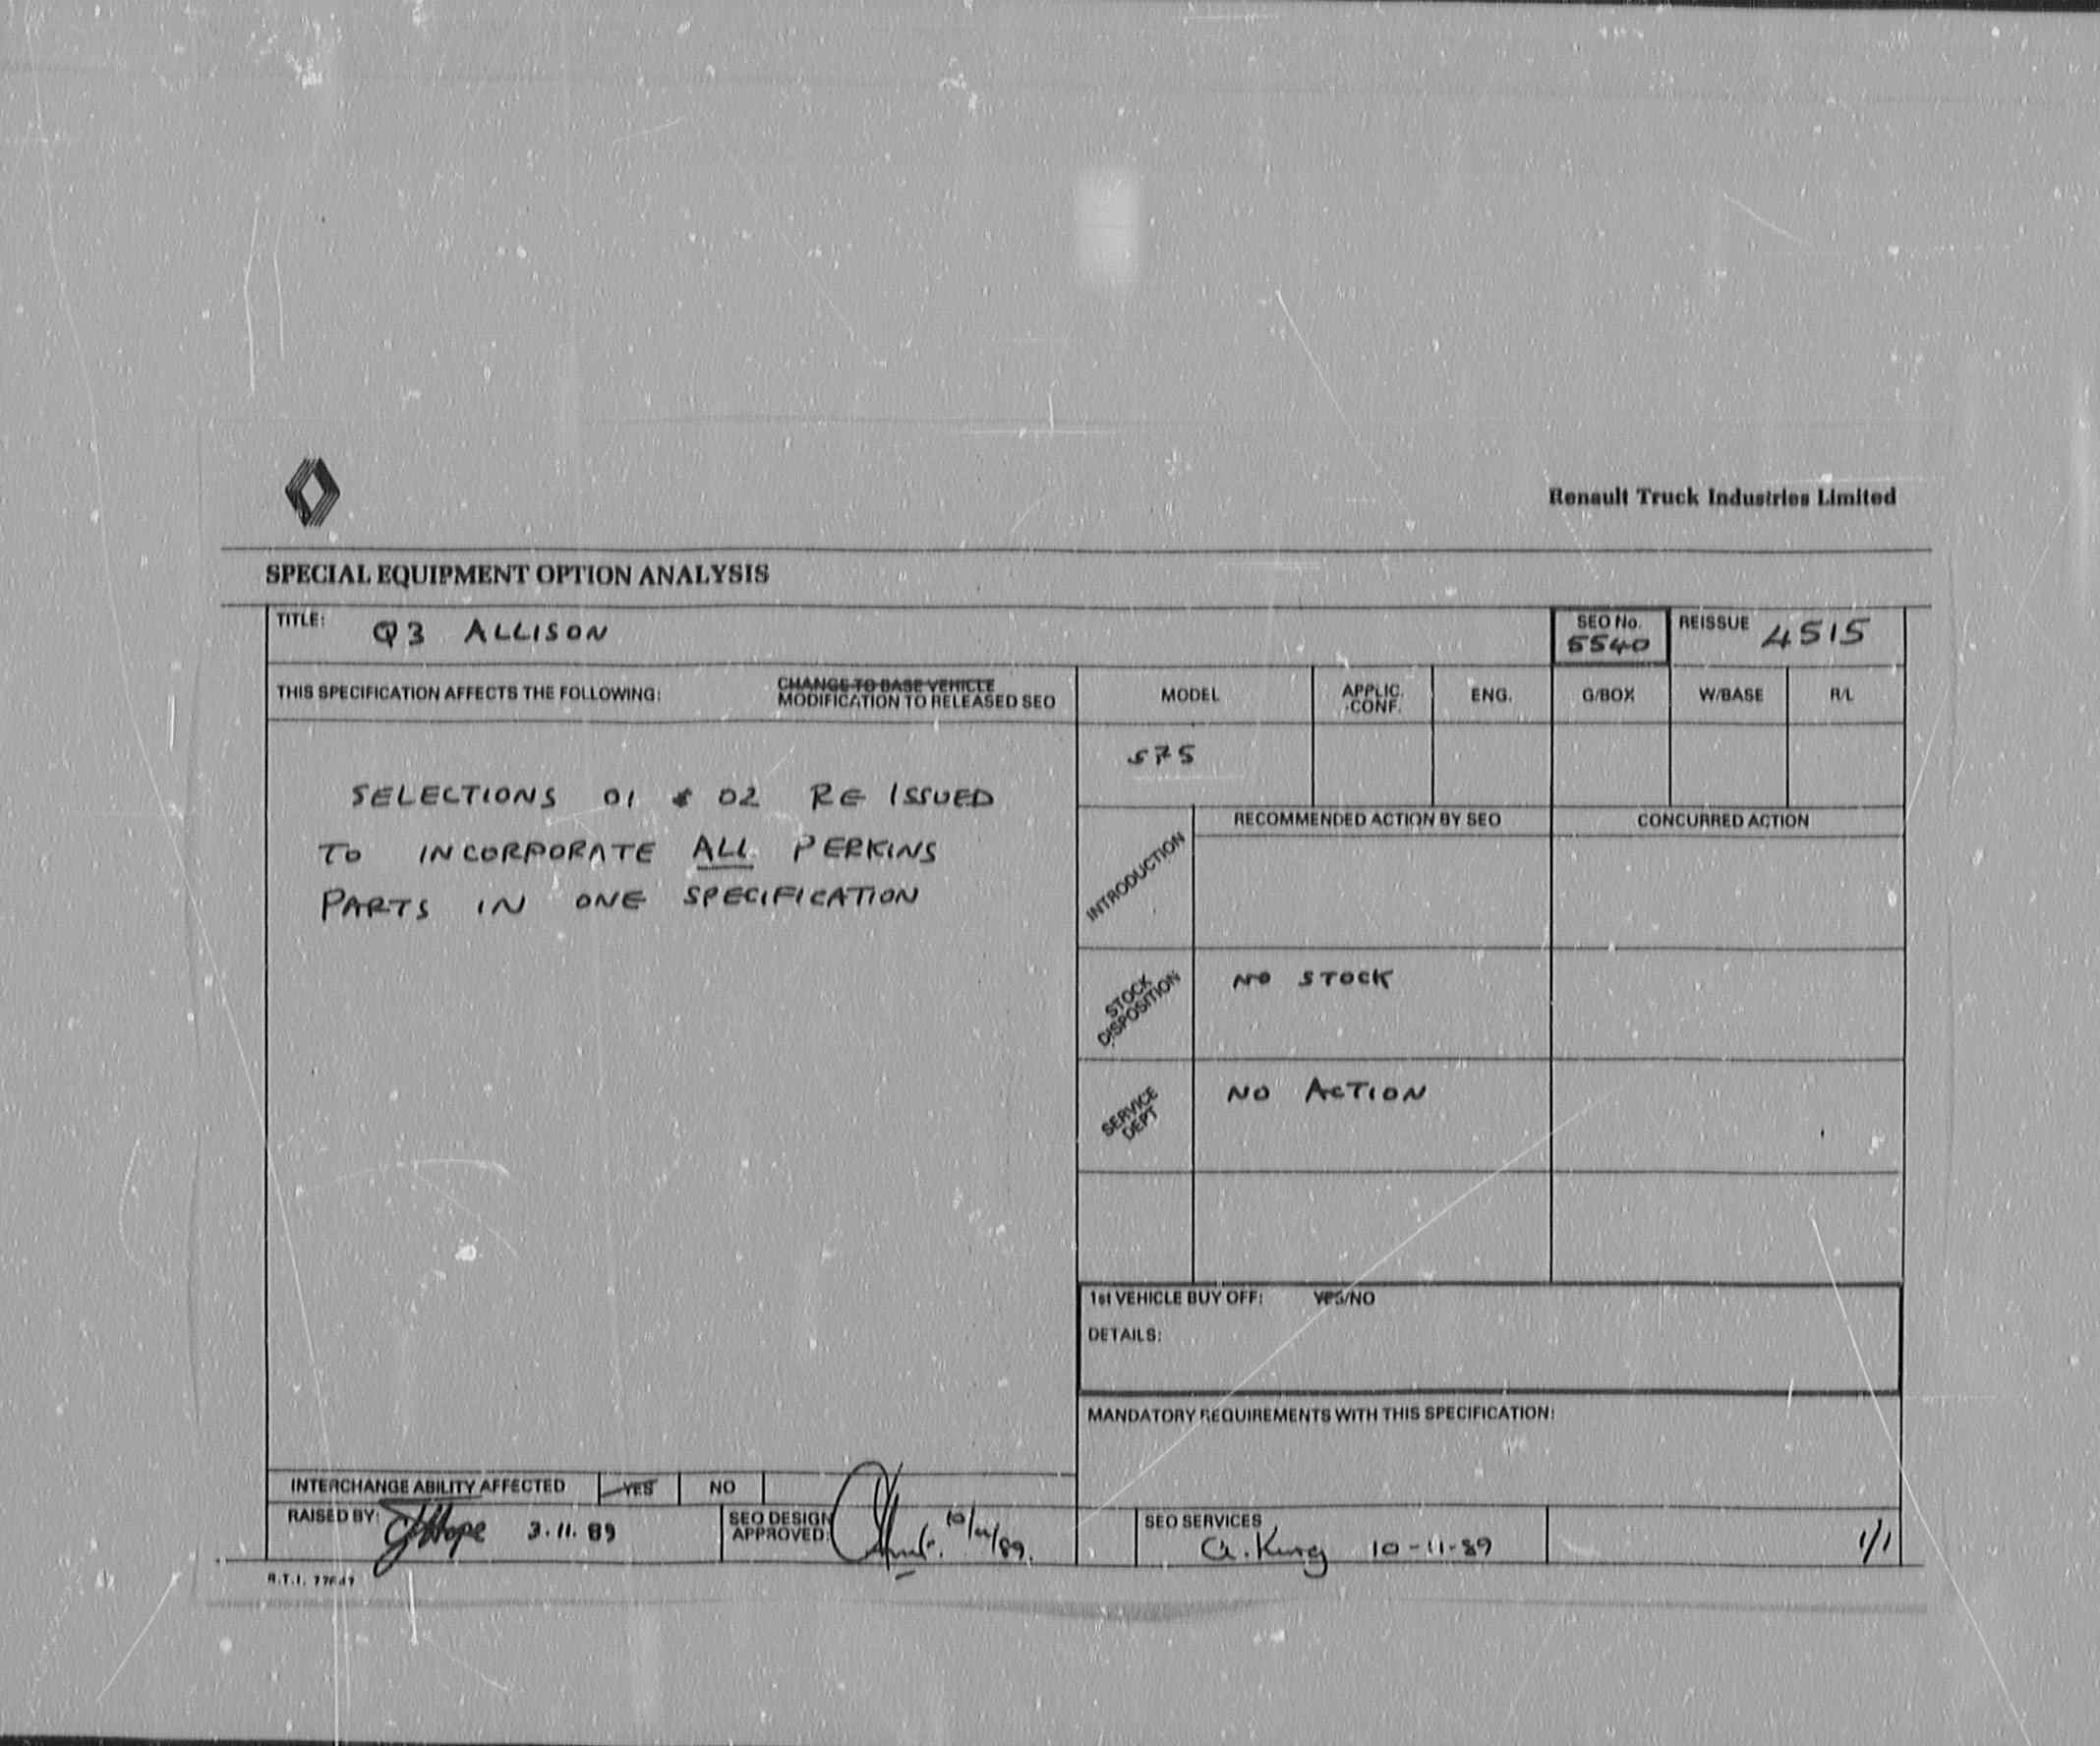 Renault Truck Industries Limited
SPECIAL EQUIPMENT OPTION ANALYSIS
TITLE: Q3 ALLISON
SEO No. 5540
REISSUE 4515
THIS SPECIFICATION AFFECTS THE FOLLOWING:
CHANGE TO BASE VEHICLE
MODIFICATION TO RELEASED SEO
MODEL
APPLIC. CONF.
ENG.
G/BOX
W/BASE
R/L
575
SELECTIONS 01 & 02 RE ISSUED
TO INCORPORATE ALL PERKINS
PARTS IN ONE SPECIFICATION
RECOMMENDED ACTION BY SEO
CONCURRED ACTION
INTRODUCTION
STOCK DISPOSITION
NO STOCK
SERVICE DEPT
NO ACTION
1st VEHICLE BUY OFF: YES/NO
DETAILS:
MANDATORY REQUIREMENTS WITH THIS SPECIFICATION:
INTERCHANGE ABILITY AFFECTED YES NO
RAISED BY: Hope 3.11.89
SEO DESIGN APPROVED: 10/11/89.
SEO SERVICES
A. King 10-11-89
1/1
R.T.I.